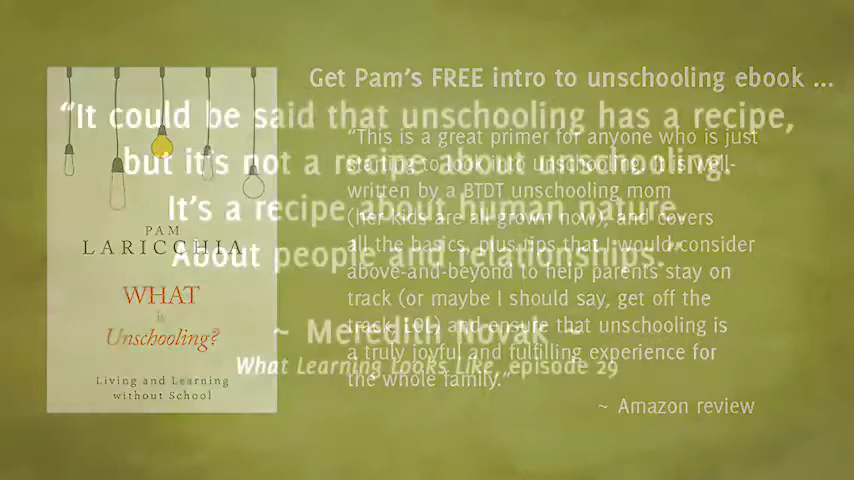 Get Pam's FREE intro to unschooling ebook ...
"It could be said that unschooling has a recipe,
but it's not a recipe about unschooling.
It's a recipe about human nature.
About people and relationships."
~ Meredith Novak ~
What Learning Looks Like, episode 29
PAM
LARICCHIA
WHAT
is
Unschooling?
Living and Learning
without School
"This is a great primer for anyone who is just
starting to look into unschooling. It is well-
written by a BTDT unschooling mom
(her kids are all grown now), and covers
all the basics, plus tips that I would consider
above-and-beyond to help parents stay on
track (or maybe I should say, get off the
track, LOL) and ensure that unschooling is
a truly joyful and fulfilling experience for
the whole family."
~ Amazon review